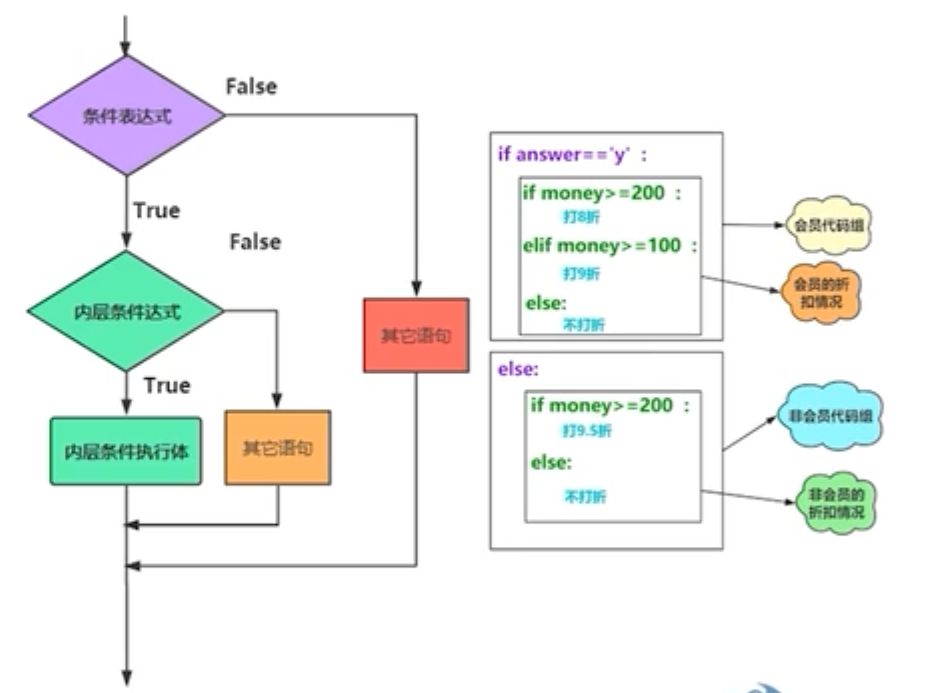 条件表达式
False
True
内层条件达式
False
True
内层条件执行体
其它语句
其它语句
if answer=='y' :
if money>=200 :
打8折
elif money>=100 :
打9折
else:
不打折
会员代码组
会员的折
扣情况
else:
if money>=200 :
打9.5折
else:
不打折
非会员代码组
非会员的
折扣情况